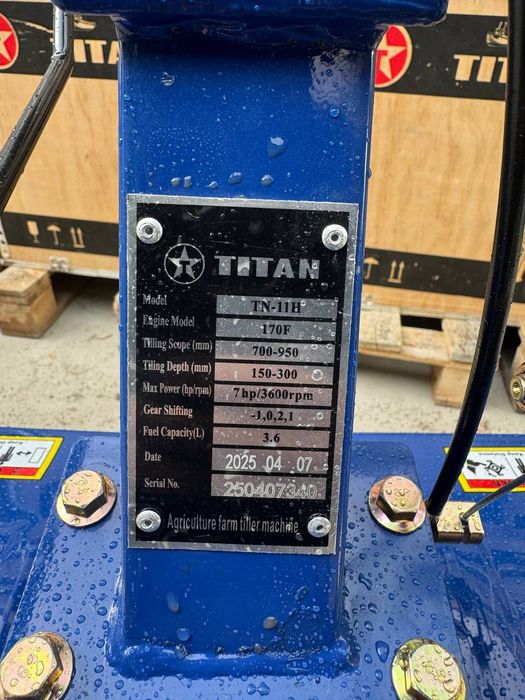 TITAN
TIT
TITAN
Model TN-11H
Engine Model 170F
Tilling Scope (mm) 700-950
Tilling Depth (mm) 150-300
Max Power (hp/rpm) 7hp/3600rpm
Gear Shifting -1,0,2,1
Fuel Capacity(L) 3.6
Date 2025 04 .07
Serial No. 250407340
Agriculture farm tiller machine